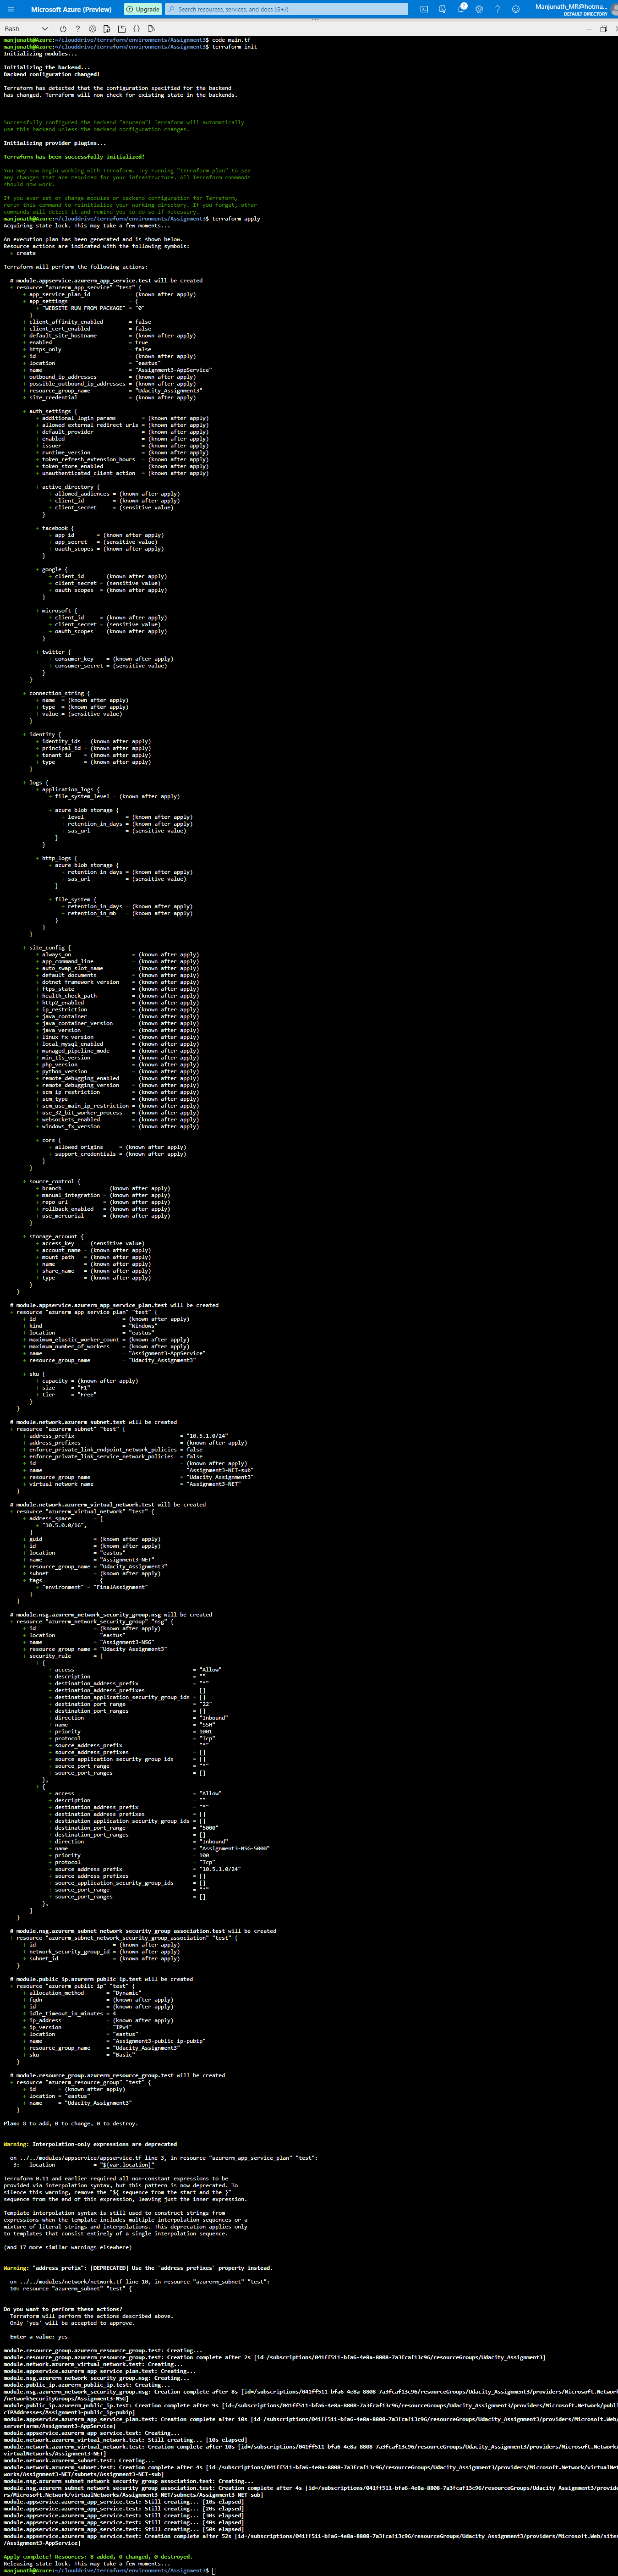 Microsoft Azure (Preview)
Upgrade
Search resources, services, and docs (G+/)
2
Manjunath_MR@hotma...
DEFAULT DIRECTORY
Bash
manjunath@Azure:~/clouddrive/terraform/environments/Assignment3$ code main.tf
manjunath@Azure:~/clouddrive/terraform/environments/Assignment3$ terraform init
Initializing modules...
Initializing the backend...
Backend configuration changed!
Terraform has detected that the configuration specified for the backend
has changed. Terraform will now check for existing state in the backends.
Successfully configured the backend "azurerm"! Terraform will automatically
use this backend unless the backend configuration changes.
Initializing provider plugins...
Terraform has been successfully initialized!
You may now begin working with Terraform. Try running "terraform plan" to see
any changes that are required for your infrastructure. All Terraform commands
should now work.
If you ever set or change modules or backend configuration for Terraform,
rerun this command to reinitialize your working directory. If you forget, other
commands will detect it and remind you to do so if necessary.
manjunath@Azure:~/clouddrive/terraform/environments/Assignment3$ terraform apply
Acquiring state lock. This may take a few moments...
An execution plan has been generated and is shown below.
Resource actions are indicated with the following symbols:
+ create
Terraform will perform the following actions:
# module.appservice.azurerm_app_service.test will be created
+ resource "azurerm_app_service" "test" {
+ app_service_plan_id = (known after apply)
+ app_settings = {
+ "WEBSITE_RUN_FROM_PACKAGE" = "0"
}
+ client_affinity_enabled = false
+ client_cert_enabled = false
+ default_site_hostname = (known after apply)
+ enabled = true
+ https_only = false
+ id = (known after apply)
+ location = "eastus"
+ name = "Assignment3-AppService"
+ outbound_ip_addresses = (known after apply)
+ possible_outbound_ip_addresses = (known after apply)
+ resource_group_name = "Udacity_Assignment3"
+ site_credential = (known after apply)
+ auth_settings {
+ additional_login_params = (known after apply)
+ allowed_external_redirect_urls = (known after apply)
+ default_provider = (known after apply)
+ enabled = (known after apply)
+ issuer = (known after apply)
+ runtime_version = (known after apply)
+ token_refresh_extension_hours = (known after apply)
+ token_store_enabled = (known after apply)
+ unauthenticated_client_action = (known after apply)
+ active_directory {
+ allowed_audiences = (known after apply)
+ client_id = (known after apply)
+ client_secret = (sensitive value)
}
+ facebook {
+ app_id = (known after apply)
+ app_secret = (sensitive value)
+ oauth_scopes = (known after apply)
}
+ google {
+ client_id = (known after apply)
+ client_secret = (sensitive value)
+ oauth_scopes = (known after apply)
}
+ microsoft {
+ client_id = (known after apply)
+ client_secret = (sensitive value)
+ oauth_scopes = (known after apply)
}
+ twitter {
+ consumer_key = (known after apply)
+ consumer_secret = (sensitive value)
}
}
+ connection_string {
+ name = (known after apply)
+ type = (known after apply)
+ value = (sensitive value)
}
+ identity {
+ identity_ids = (known after apply)
+ principal_id = (known after apply)
+ tenant_id = (known after apply)
+ type = (known after apply)
}
+ logs {
+ application_logs {
+ file_system_level = (known after apply)
+ azure_blob_storage {
+ level = (known after apply)
+ retention_in_days = (known after apply)
+ sas_url = (sensitive value)
}
}
+ http_logs {
+ azure_blob_storage {
+ retention_in_days = (known after apply)
+ sas_url = (sensitive value)
}
+ file_system {
+ retention_in_days = (known after apply)
+ retention_in_mb = (known after apply)
}
}
}
+ site_config {
+ always_on = (known after apply)
+ app_command_line = (known after apply)
+ auto_swap_slot_name = (known after apply)
+ default_documents = (known after apply)
+ dotnet_framework_version = (known after apply)
+ ftps_state = (known after apply)
+ health_check_path = (known after apply)
+ http2_enabled = (known after apply)
+ ip_restriction = (known after apply)
+ java_container = (known after apply)
+ java_container_version = (known after apply)
+ java_version = (known after apply)
+ linux_fx_version = (known after apply)
+ local_mysql_enabled = (known after apply)
+ managed_pipeline_mode = (known after apply)
+ min_tls_version = (known after apply)
+ php_version = (known after apply)
+ python_version = (known after apply)
+ remote_debugging_enabled = (known after apply)
+ remote_debugging_version = (known after apply)
+ scm_ip_restriction = (known after apply)
+ scm_type = (known after apply)
+ scm_use_main_ip_restriction = (known after apply)
+ use_32_bit_worker_process = (known after apply)
+ websockets_enabled = (known after apply)
+ windows_fx_version = (known after apply)
+ cors {
+ allowed_origins = (known after apply)
+ support_credentials = (known after apply)
}
}
+ source_control {
+ branch = (known after apply)
+ manual_integration = (known after apply)
+ repo_url = (known after apply)
+ rollback_enabled = (known after apply)
+ use_mercurial = (known after apply)
}
+ storage_account {
+ access_key = (sensitive value)
+ account_name = (known after apply)
+ mount_path = (known after apply)
+ name = (known after apply)
+ share_name = (known after apply)
+ type = (known after apply)
}
}
# module.appservice.azurerm_app_service_plan.test will be created
+ resource "azurerm_app_service_plan" "test" {
+ id = (known after apply)
+ kind = "Windows"
+ location = "eastus"
+ maximum_elastic_worker_count = (known after apply)
+ maximum_number_of_workers = (known after apply)
+ name = "Assignment3-AppService"
+ resource_group_name = "Udacity_Assignment3"
+ sku {
+ capacity = (known after apply)
+ size = "F1"
+ tier = "Free"
}
}
# module.network.azurerm_subnet.test will be created
+ resource "azurerm_subnet" "test" {
+ address_prefix = "10.5.1.0/24"
+ address_prefixes = (known after apply)
+ enforce_private_link_endpoint_network_policies = false
+ enforce_private_link_service_network_policies = false
+ id = (known after apply)
+ name = "Assignment3-NET-sub"
+ resource_group_name = "Udacity_Assignment3"
+ virtual_network_name = "Assignment3-NET"
}
# module.network.azurerm_virtual_network.test will be created
+ resource "azurerm_virtual_network" "test" {
+ address_space = [
+ "10.5.0.0/16",
]
+ guid = (known after apply)
+ id = (known after apply)
+ location = "eastus"
+ name = "Assignment3-NET"
+ resource_group_name = "Udacity_Assignment3"
+ subnet = (known after apply)
+ tags = {
+ "environment" = "FinalAssignment"
}
}
# module.nsg.azurerm_network_security_group.nsg will be created
+ resource "azurerm_network_security_group" "nsg" {
+ id = (known after apply)
+ location = "eastus"
+ name = "Assignment3-NSG"
+ resource_group_name = "Udacity_Assignment3"
+ security_rule = [
+ {
+ access = "Allow"
+ description = ""
+ destination_address_prefix = "*"
+ destination_address_prefixes = []
+ destination_application_security_group_ids = []
+ destination_port_range = "22"
+ destination_port_ranges = []
+ direction = "Inbound"
+ name = "SSH"
+ priority = 1001
+ protocol = "Tcp"
+ source_address_prefix = "*"
+ source_address_prefixes = []
+ source_application_security_group_ids = []
+ source_port_range = "*"
+ source_port_ranges = []
},
+ {
+ access = "Allow"
+ description = ""
+ destination_address_prefix = "*"
+ destination_address_prefixes = []
+ destination_application_security_group_ids = []
+ destination_port_range = "5000"
+ destination_port_ranges = []
+ direction = "Inbound"
+ name = "Assignment3-NSG-5000"
+ priority = 100
+ protocol = "Tcp"
+ source_address_prefix = "10.5.1.0/24"
+ source_address_prefixes = []
+ source_application_security_group_ids = []
+ source_port_range = "*"
+ source_port_ranges = []
},
]
}
# module.nsg.azurerm_subnet_network_security_group_association.test will be created
+ resource "azurerm_subnet_network_security_group_association" "test" {
+ id = (known after apply)
+ network_security_group_id = (known after apply)
+ subnet_id = (known after apply)
}
# module.public_ip.azurerm_public_ip.test will be created
+ resource "azurerm_public_ip" "test" {
+ allocation_method = "Dynamic"
+ fqdn = (known after apply)
+ id = (known after apply)
+ idle_timeout_in_minutes = 4
+ ip_address = (known after apply)
+ ip_version = "IPv4"
+ location = "eastus"
+ name = "Assignment3-public_ip-pubip"
+ resource_group_name = "Udacity_Assignment3"
+ sku = "Basic"
}
# module.resource_group.azurerm_resource_group.test will be created
+ resource "azurerm_resource_group" "test" {
+ id = (known after apply)
+ location = "eastus"
+ name = "Udacity_Assignment3"
}
Plan: 8 to add, 0 to change, 0 to destroy.
Warning: Interpolation-only expressions are deprecated
on ../../modules/appservice/appservice.tf line 3, in resource "azurerm_app_service_plan" "test":
3: location = "${var.location}"
Terraform 0.11 and earlier required all non-constant expressions to be
provided via interpolation syntax, but this pattern is now deprecated. To
silence this warning, remove the "${ sequence from the start and the }"
sequence from the end of this expression, leaving just the inner expression.
Template interpolation syntax is still used to construct strings from
expressions when the template includes multiple interpolation sequences or a
mixture of literal strings and interpolations. This deprecation applies only
to templates that consist entirely of a single interpolation sequence.
(and 17 more similar warnings elsewhere)
Warning: "address_prefix": [DEPRECATED] Use the `address_prefixes` property instead.
on ../../modules/network/network.tf line 10, in resource "azurerm_subnet" "test":
10: resource "azurerm_subnet" "test" {
Do you want to perform these actions?
Terraform will perform the actions described above.
Only 'yes' will be accepted to approve.
Enter a value: yes
module.resource_group.azurerm_resource_group.test: Creating...
module.resource_group.azurerm_resource_group.test: Creation complete after 2s [id=/subscriptions/041ff511-bfa6-4e8a-8808-7a3fcaf13c96/resourceGroups/Udacity_Assignment3]
module.network.azurerm_virtual_network.test: Creating...
module.appservice.azurerm_app_service_plan.test: Creating...
module.nsg.azurerm_network_security_group.nsg: Creating...
module.public_ip.azurerm_public_ip.test: Creating...
module.nsg.azurerm_network_security_group.nsg: Creation complete after 8s [id=/subscriptions/041ff511-bfa6-4e8a-8808-7a3fcaf13c96/resourceGroups/Udacity_Assignment3/providers/Microsoft.Network
/networkSecurityGroups/Assignment3-NSG]
module.public_ip.azurerm_public_ip.test: Creation complete after 9s [id=/subscriptions/041ff511-bfa6-4e8a-8808-7a3fcaf13c96/resourceGroups/Udacity_Assignment3/providers/Microsoft.Network/publi
cIPAddresses/Assignment3-public_ip-pubip]
module.appservice.azurerm_app_service_plan.test: Creation complete after 10s [id=/subscriptions/041ff511-bfa6-4e8a-8808-7a3fcaf13c96/resourceGroups/Udacity_Assignment3/providers/Microsoft.Web/
serverfarms/Assignment3-AppService]
module.appservice.azurerm_app_service.test: Creating...
module.network.azurerm_virtual_network.test: Still creating... [10s elapsed]
module.network.azurerm_virtual_network.test: Creation complete after 10s [id=/subscriptions/041ff511-bfa6-4e8a-8808-7a3fcaf13c96/resourceGroups/Udacity_Assignment3/providers/Microsoft.Network/
virtualNetworks/Assignment3-NET]
module.network.azurerm_subnet.test: Creating...
module.network.azurerm_subnet.test: Creation complete after 4s [id=/subscriptions/041ff511-bfa6-4e8a-8808-7a3fcaf13c96/resourceGroups/Udacity_Assignment3/providers/Microsoft.Network/virtualNet
works/Assignment3-NET/subnets/Assignment3-NET-sub]
module.nsg.azurerm_subnet_network_security_group_association.test: Creating...
module.nsg.azurerm_subnet_network_security_group_association.test: Creation complete after 4s [id=/subscriptions/041ff511-bfa6-4e8a-8808-7a3fcaf13c96/resourceGroups/Udacity_Assignment3/provide
rs/Microsoft.Network/virtualNetworks/Assignment3-NET/subnets/Assignment3-NET-sub]
module.appservice.azurerm_app_service.test: Still creating... [10s elapsed]
module.appservice.azurerm_app_service.test: Still creating... [20s elapsed]
module.appservice.azurerm_app_service.test: Still creating... [30s elapsed]
module.appservice.azurerm_app_service.test: Still creating... [40s elapsed]
module.appservice.azurerm_app_service.test: Still creating... [50s elapsed]
module.appservice.azurerm_app_service.test: Creation complete after 52s [id=/subscriptions/041ff511-bfa6-4e8a-8808-7a3fcaf13c96/resourceGroups/Udacity_Assignment3/providers/Microsoft.Web/sites
/Assignment3-AppService]
Apply complete! Resources: 8 added, 0 changed, 0 destroyed.
Releasing state lock. This may take a few moments...
manjunath@Azure:~/clouddrive/terraform/environments/Assignment3$